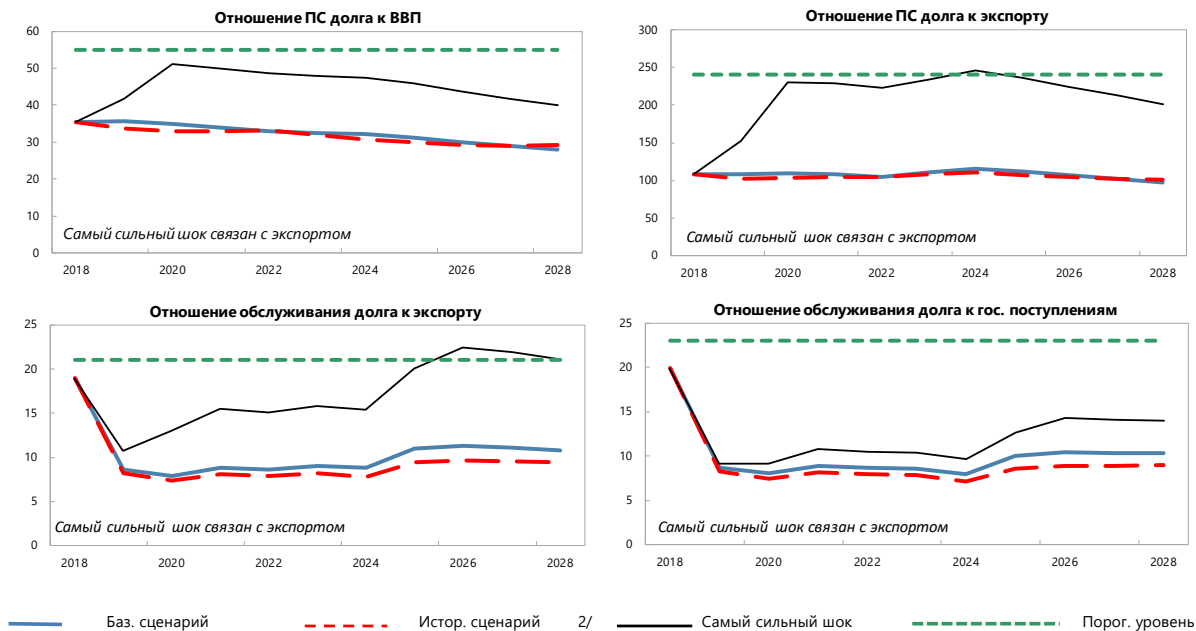 Отношение ПС долга к ВВП
60
50
40
30
20
10
0
Самый сильный шок связан с экспортом
2018 2020 2022 2024 2026 2028
Отношение ПС долга к экспорту
300
250
200
150
100
50
0
Самый сильный шок связан с экспортом
2018 2020 2022 2024 2026 2028
Отношение обслуживания долга к экспорту
25
20
15
10
5
0
Самый сильный шок связан с экспортом
2018 2020 2022 2024 2026 2028
Отношение обслуживания долга к гос. поступлениям
25
20
15
10
5
0
Самый сильный шок связан с экспортом
2018 2020 2022 2024 2026 2028
Баз. сценарий Истор. сценарий 2/ Самый сильный шок Порог. уровень